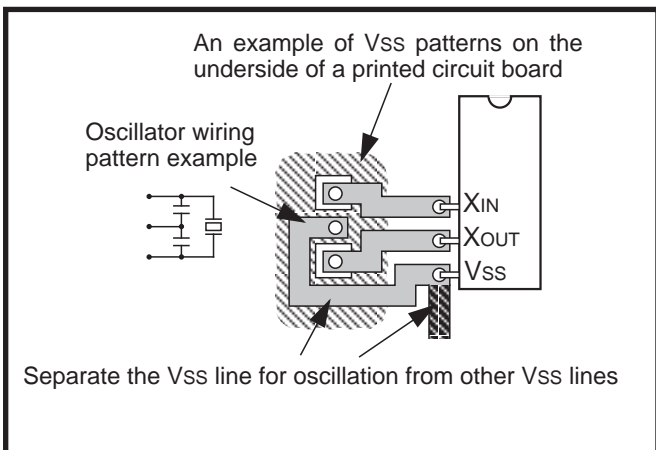 An example of VSS patterns on the
underside of a printed circuit board
Oscillator wiring
pattern example
XIN
XOUT
VSS
Separate the VSS line for oscillation from other VSS lines